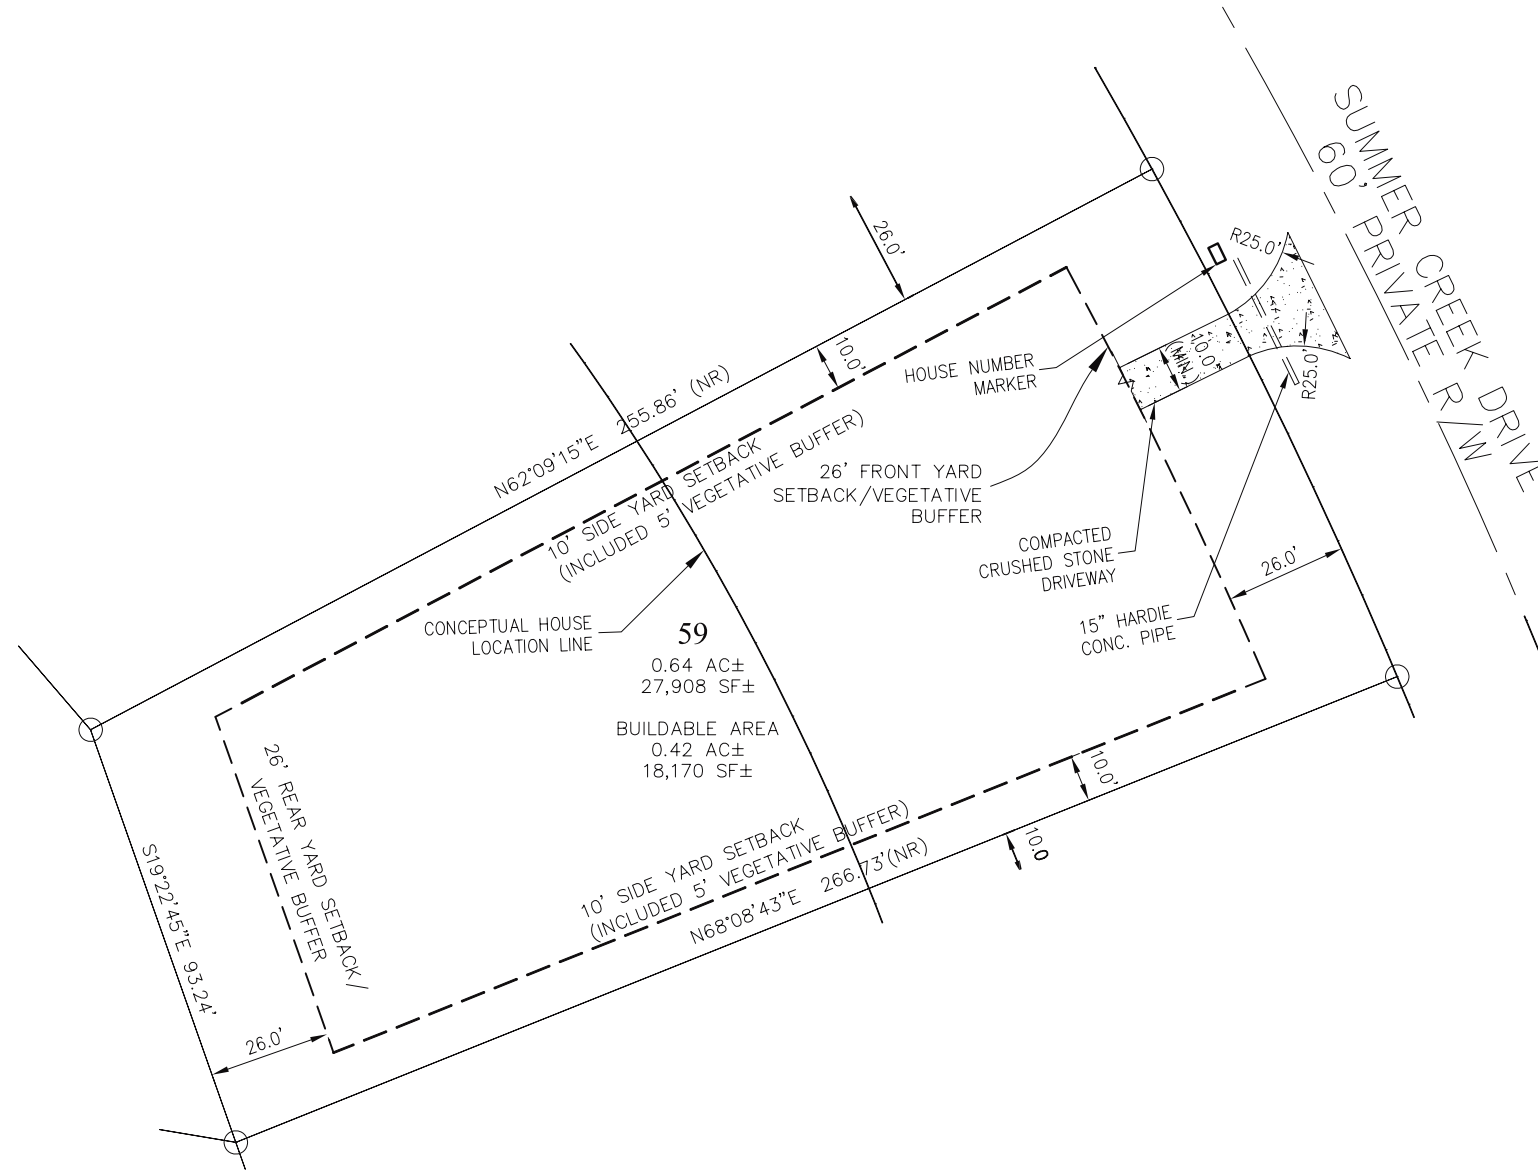 SUMMER CREEK DRIVE
60' PRIVATE R/W
R25.0'
26.0'
HOUSE NUMBER
MARKER
10.0'
(MIN.)
R25.0'
10.0'
N62°09'15"E 255.86' (NR)
10' SIDE YARD SETBACK
(INCLUDED 5' VEGETATIVE BUFFER)
26' FRONT YARD
SETBACK/VEGETATIVE
BUFFER
COMPACTED
CRUSHED STONE
DRIVEWAY
26.0'
15" HARDIE
CONC. PIPE
CONCEPTUAL HOUSE
LOCATION LINE
59
0.64 AC±
27,908 SF±
BUILDABLE AREA
0.42 AC±
18,170 SF±
26' REAR YARD SETBACK/
VEGETATIVE BUFFER
S19°22'45"E 93.24'
26.0'
10.0'
10.0
10' SIDE YARD SETBACK
(INCLUDED 5' VEGETATIVE BUFFER)
N68°08'43"E 266.73'(NR)